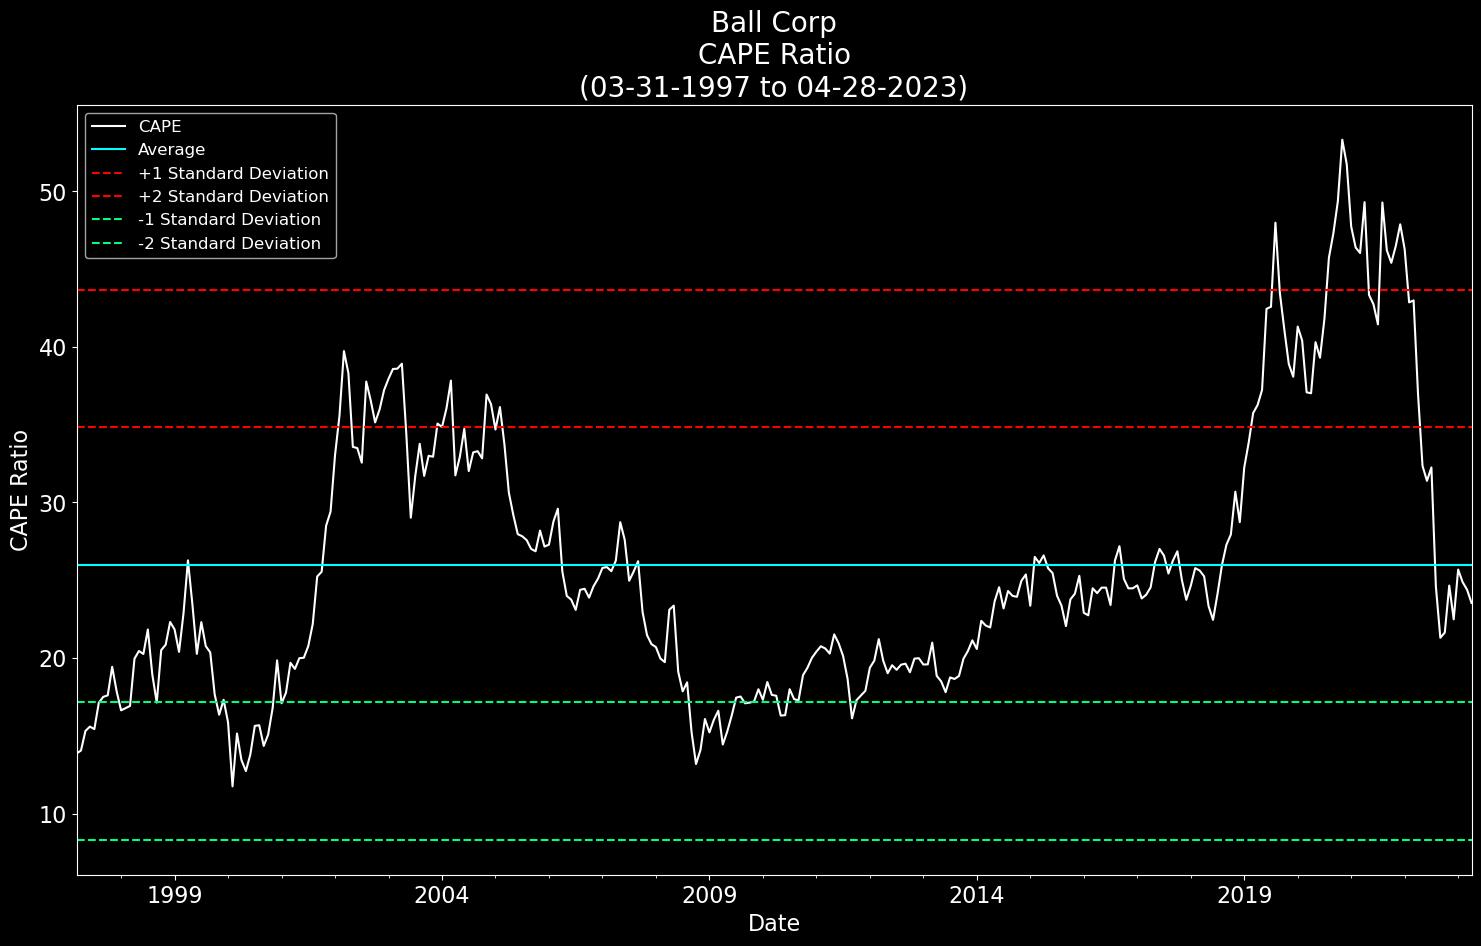 Ball Corp
CAPE Ratio
(03-31-1997 to 04-28-2023)
CAPE
Average
+1 Standard Deviation
+2 Standard Deviation
-1 Standard Deviation
-2 Standard Deviation
50
40
30
20
10
CAPE Ratio
1999
2004
2009
2014
2019
Date